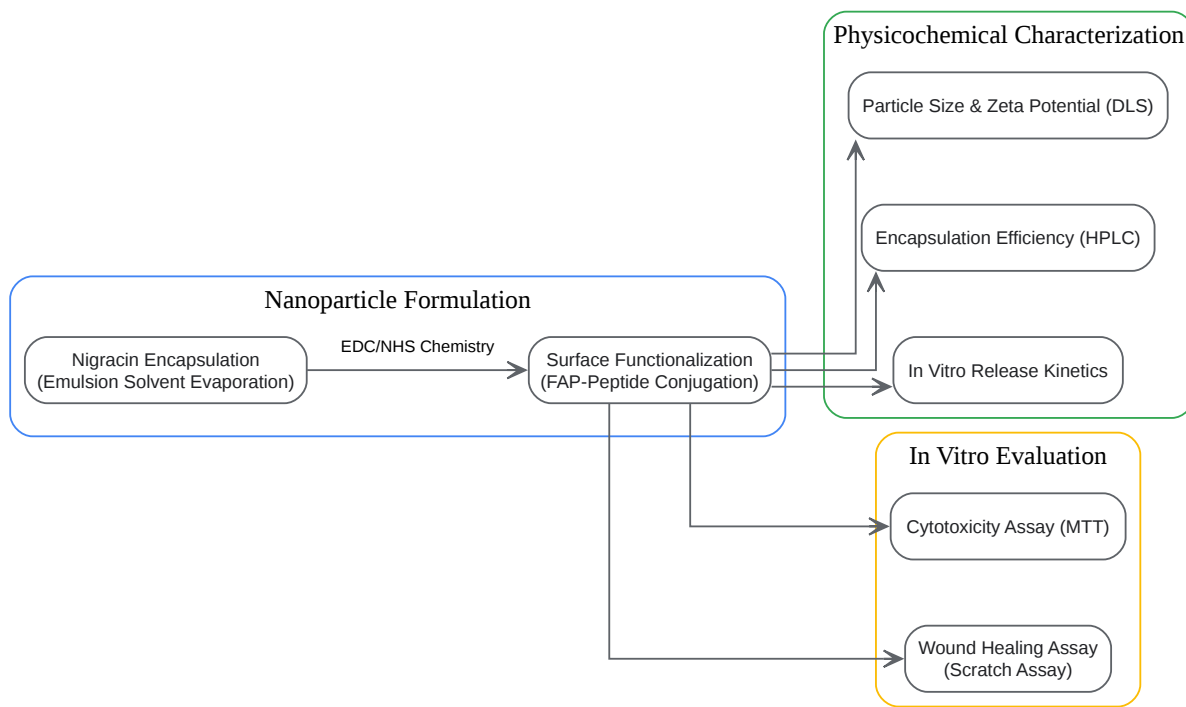 Physicochemical Characterization
Particle Size & Zeta Potential (DLS)
Encapsulation Efficiency (HPLC)
In Vitro Release Kinetics
Nanoparticle Formulation
Nigracin Encapsulation
(Emulsion Solvent Evaporation)
EDC/NHS Chemistry
Surface Functionalization
(FAP-Peptide Conjugation)
In Vitro Evaluation
Cytotoxicity Assay (MTT)
Wound Healing Assay
(Scratch Assay)